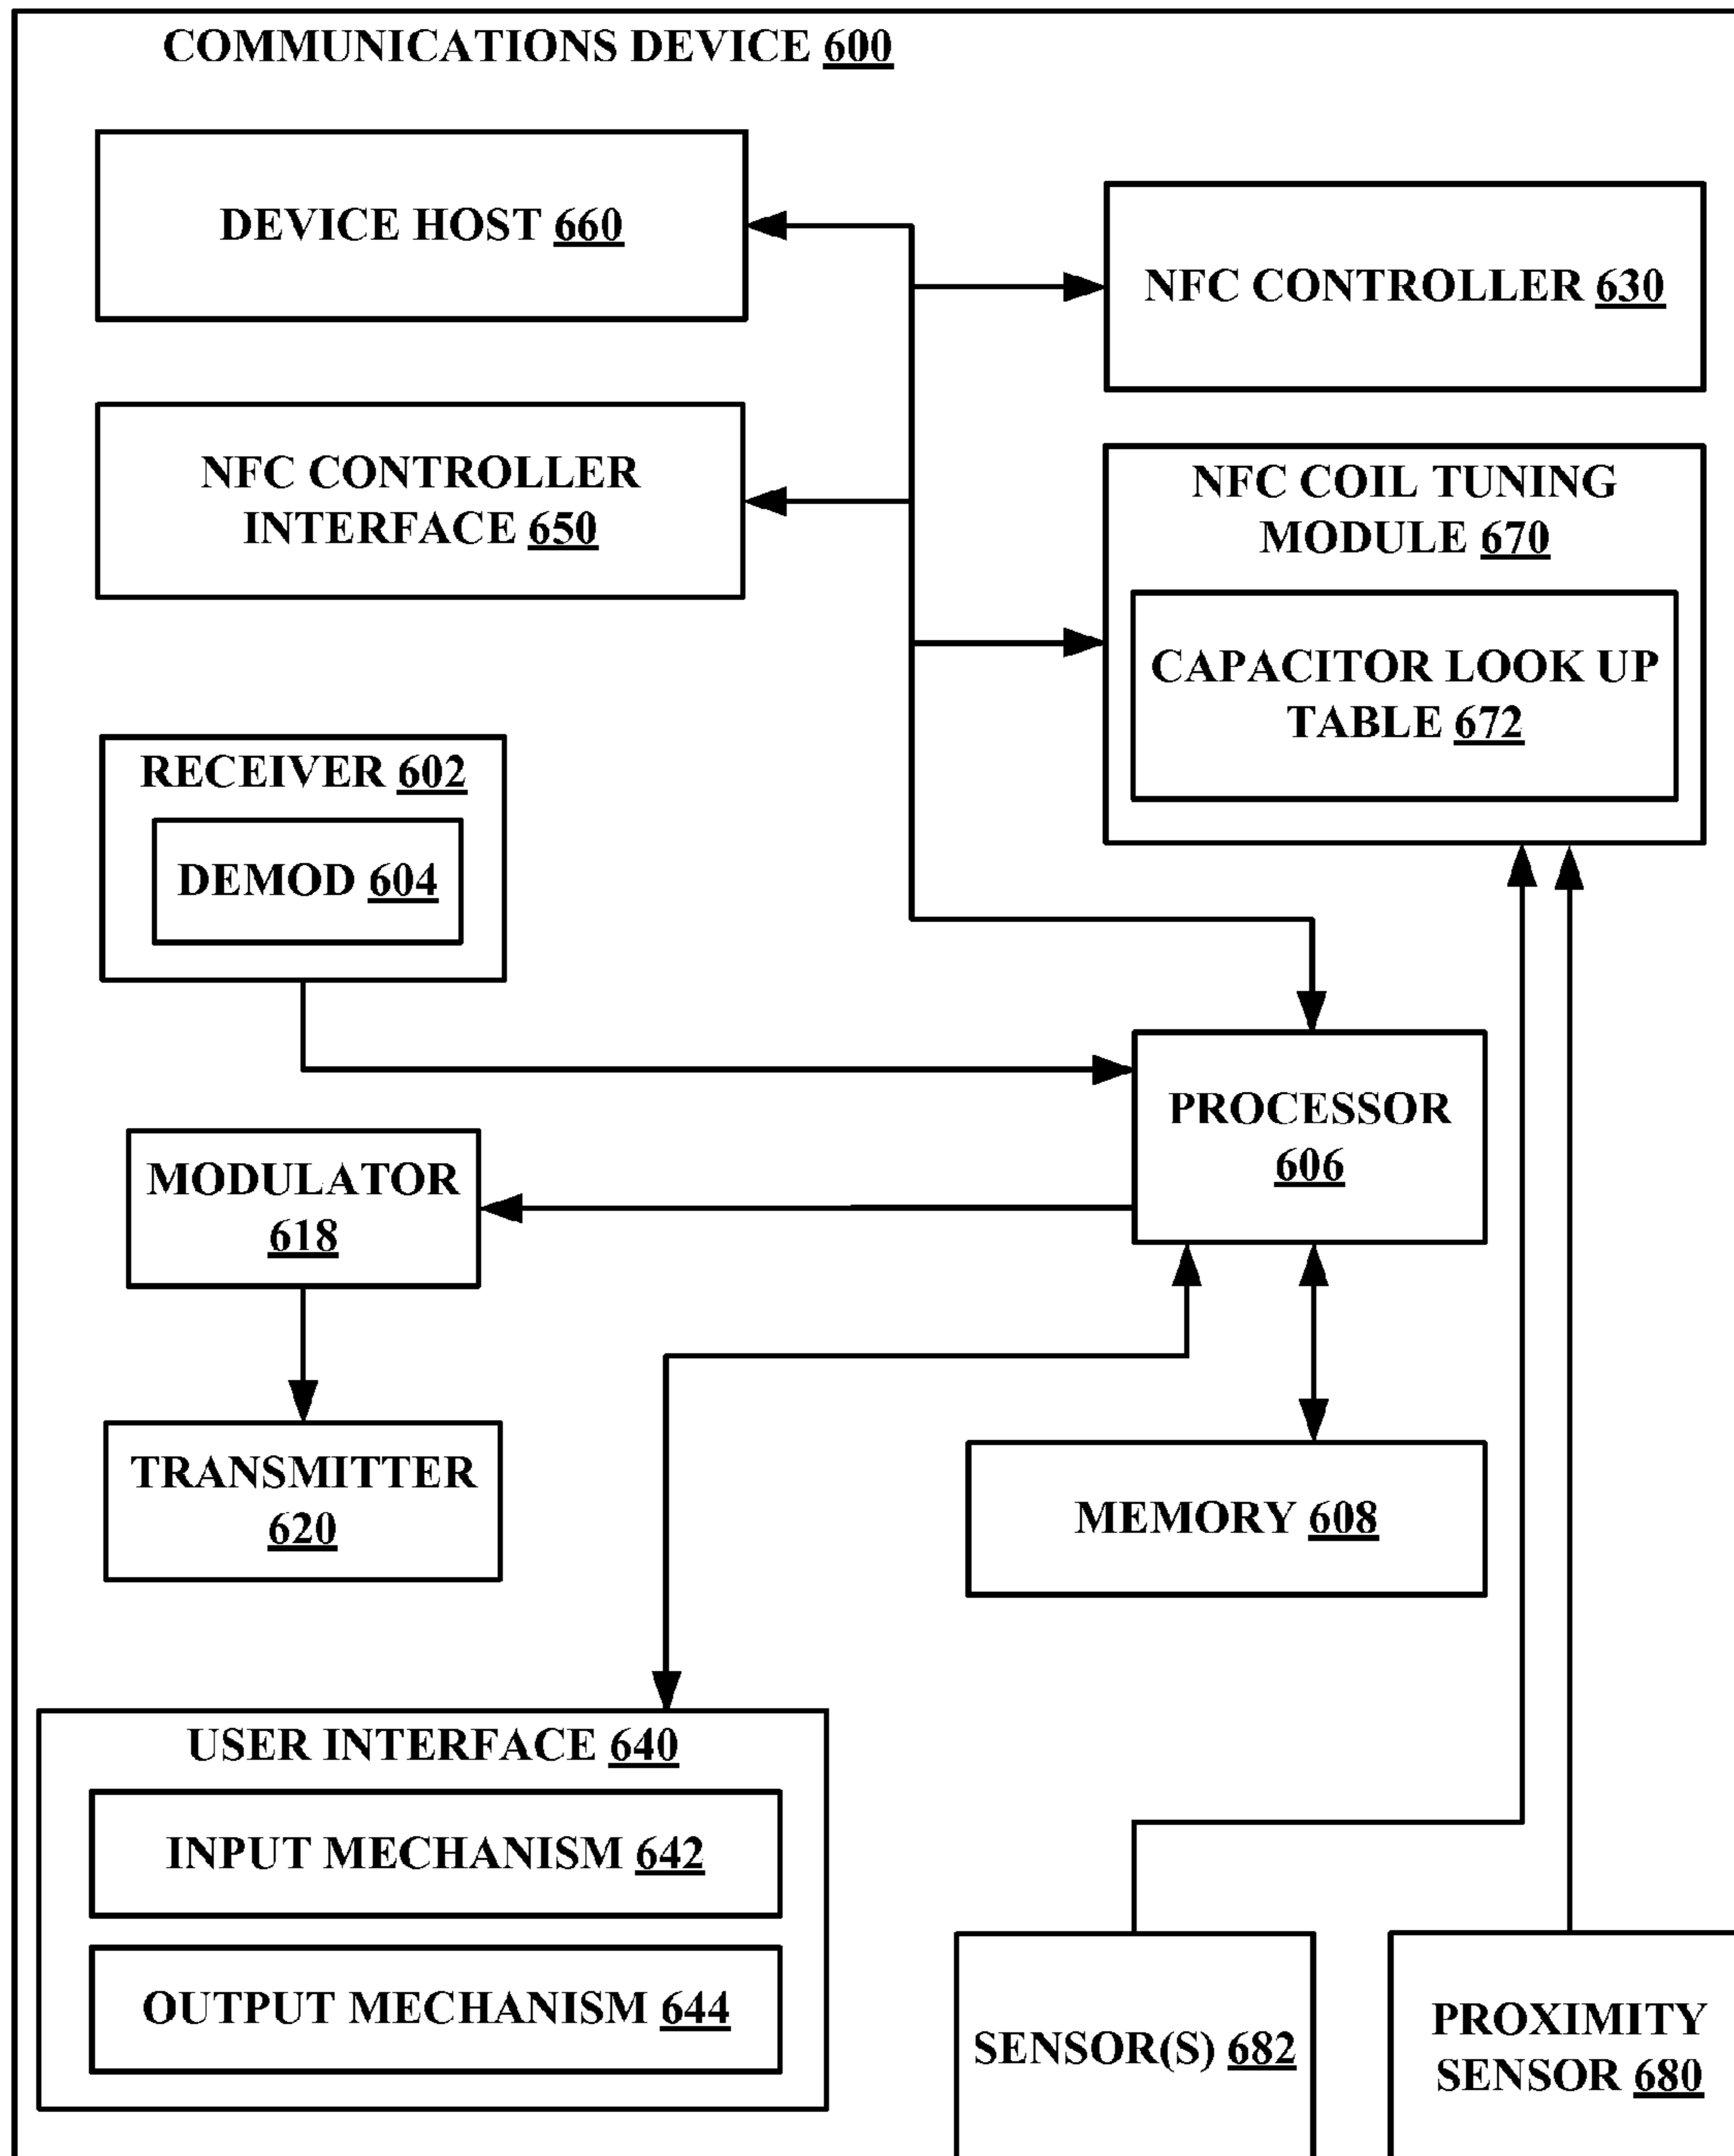 COMMUNICATIONS DEVICE 600
DEVICE HOST 660
NFC CONTROLLER 630
NFC CONTROLLER
INTERFACE 650
NFC COIL TUNING
MODULE 670
CAPACITOR LOOK UP
TABLE 672
RECEIVER 602
DEMOD 604
PROCESSOR
606
MODULATOR
618
TRANSMITTER
620
MEMORY 608
USER INTERFACE 640
INPUT MECHANISM 642
OUTPUT MECHANISM 644
SENSOR(S) 682
PROXIMITY
SENSOR 680